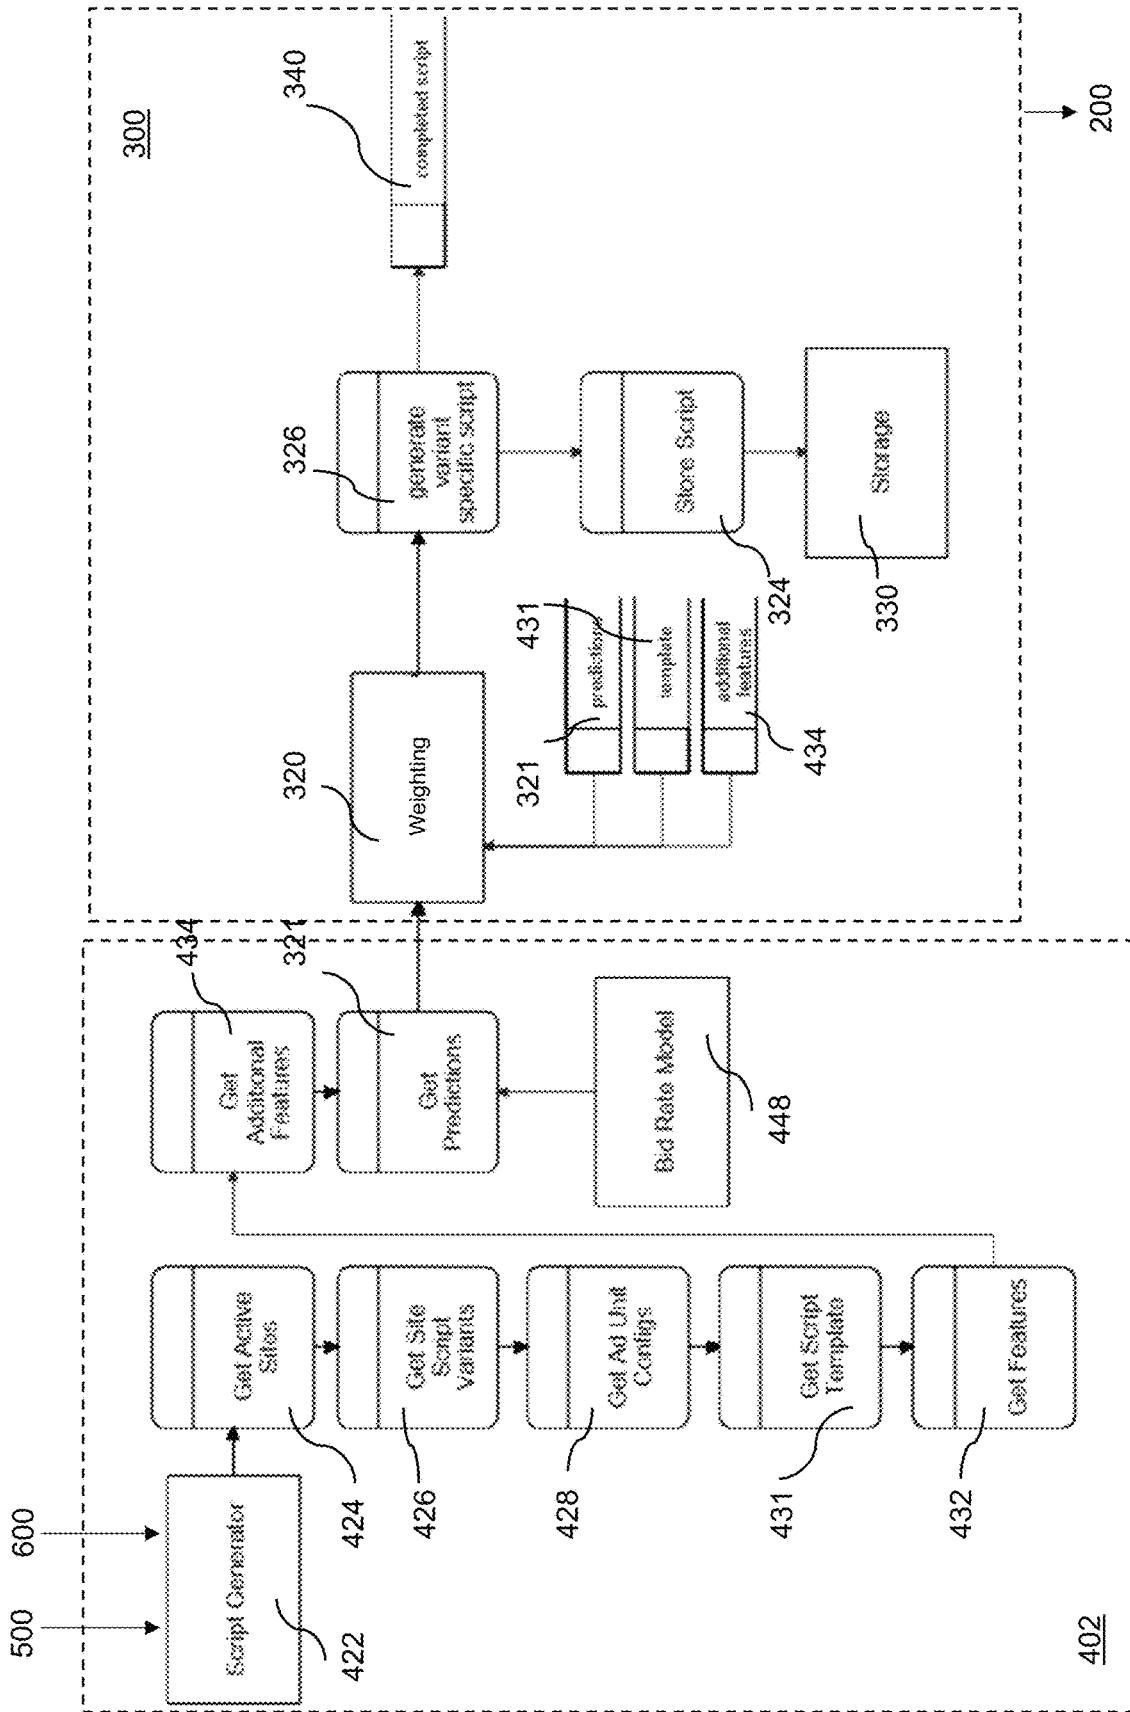 500
600
Script Generator
422
Get Active
Sites
424
Get Site
Script
Variants
426
Get Ad Unit
Configs
428
Get Script
Template
431
Get Features
432
402
Get
Additional
Features
434
Get
Predictions
321
Bid Rate Model
448
300
Weighting
320
predictions
321
template
431
additional
features
434
generate
variant
specific script
326
Store Script
324
Storage
330
completed script
340
200